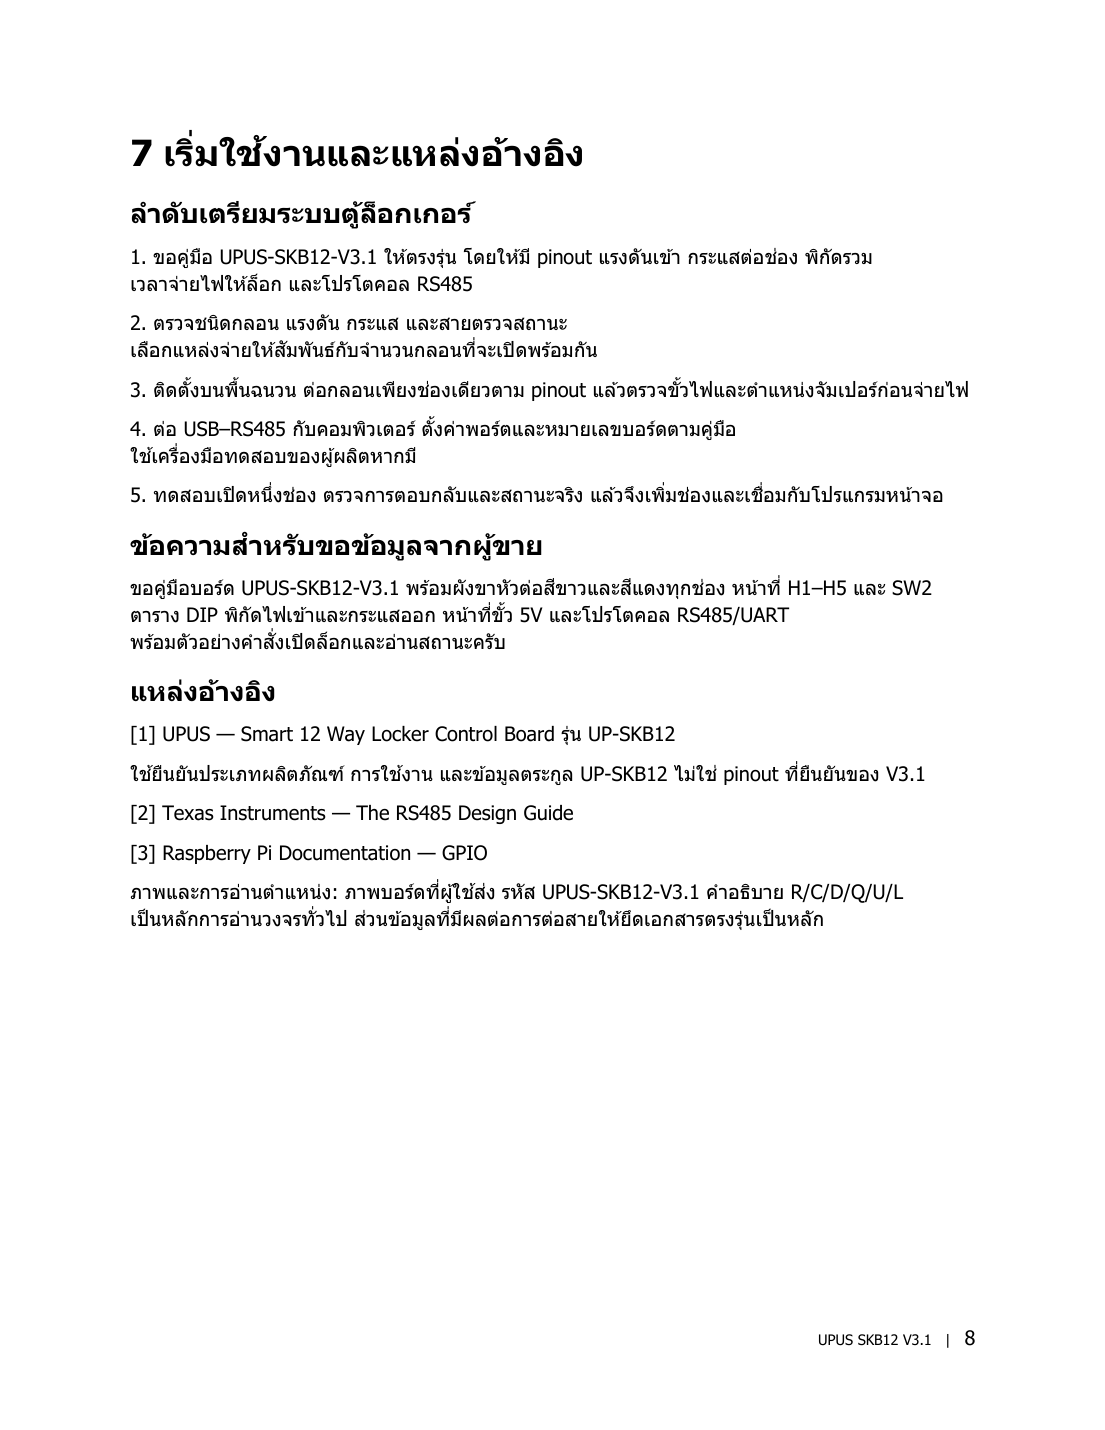 7 เริ่มใช้งานและแหล่งอ้างอิง
ลำดับเตรียมระบบตู้ล็อกเกอร์
1. ขอคู่มือ UPUS-SKB12-V3.1 ให้ตรงรุ่น โดยให้มี pinout แรงดันเข้า กระแสต่อช่อง พิกัดรวม
เวลาจ่ายไฟให้ล็อก และโปรโตคอล RS485
2. ตรวจชนิดกลอน แรงดัน กระแส และสายตรวจสถานะ
เลือกแหล่งจ่ายให้สัมพันธ์กับจำนวนกลอนที่จะเปิดพร้อมกัน
3. ติดตั้งบนพื้นฉนวน ต่อกลอนเพียงช่องเดียวตาม pinout แล้วตรวจขั้วไฟและตำแหน่งจัมเปอร์ก่อนจ่ายไฟ
4. ต่อ USB–RS485 กับคอมพิวเตอร์ ตั้งค่าพอร์ตและหมายเลขบอร์ดตามคู่มือ
ใช้เครื่องมือทดสอบของผู้ผลิตหากมี
5. ทดสอบเปิดหนึ่งช่อง ตรวจการตอบกลับและสถานะจริง แล้วจึงเพิ่มช่องและเชื่อมกับโปรแกรมหน้าจอ
ข้อความสำหรับขอข้อมูลจากผู้ขาย
ขอคู่มือบอร์ด UPUS-SKB12-V3.1 พร้อมผังขาหัวต่อสีขาวและสีแดงทุกช่อง หน้าที่ H1–H5 และ SW2
ตาราง DIP พิกัดไฟเข้าและกระแสออก หน้าที่ขั้ว 5V และโปรโตคอล RS485/UART
พร้อมตัวอย่างคำสั่งเปิดล็อกและอ่านสถานะครับ
แหล่งอ้างอิง
[1] UPUS — Smart 12 Way Locker Control Board รุ่น UP-SKB12
ใช้ยืนยันประเภทผลิตภัณฑ์ การใช้งาน และข้อมูลตระกูล UP-SKB12 ไม่ใช่ pinout ที่ยืนยันของ V3.1
[2] Texas Instruments — The RS485 Design Guide
[3] Raspberry Pi Documentation — GPIO
ภาพและการอ่านตำแหน่ง: ภาพบอร์ดที่ผู้ใช้ส่ง รหัส UPUS-SKB12-V3.1 คำอธิบาย R/C/D/Q/U/L
เป็นหลักการอ่านวงจรทั่วไป ส่วนข้อมูลที่มีผลต่อการต่อสายให้ยึดเอกสารตรงรุ่นเป็นหลัก
UPUS SKB12 V3.1 | 8